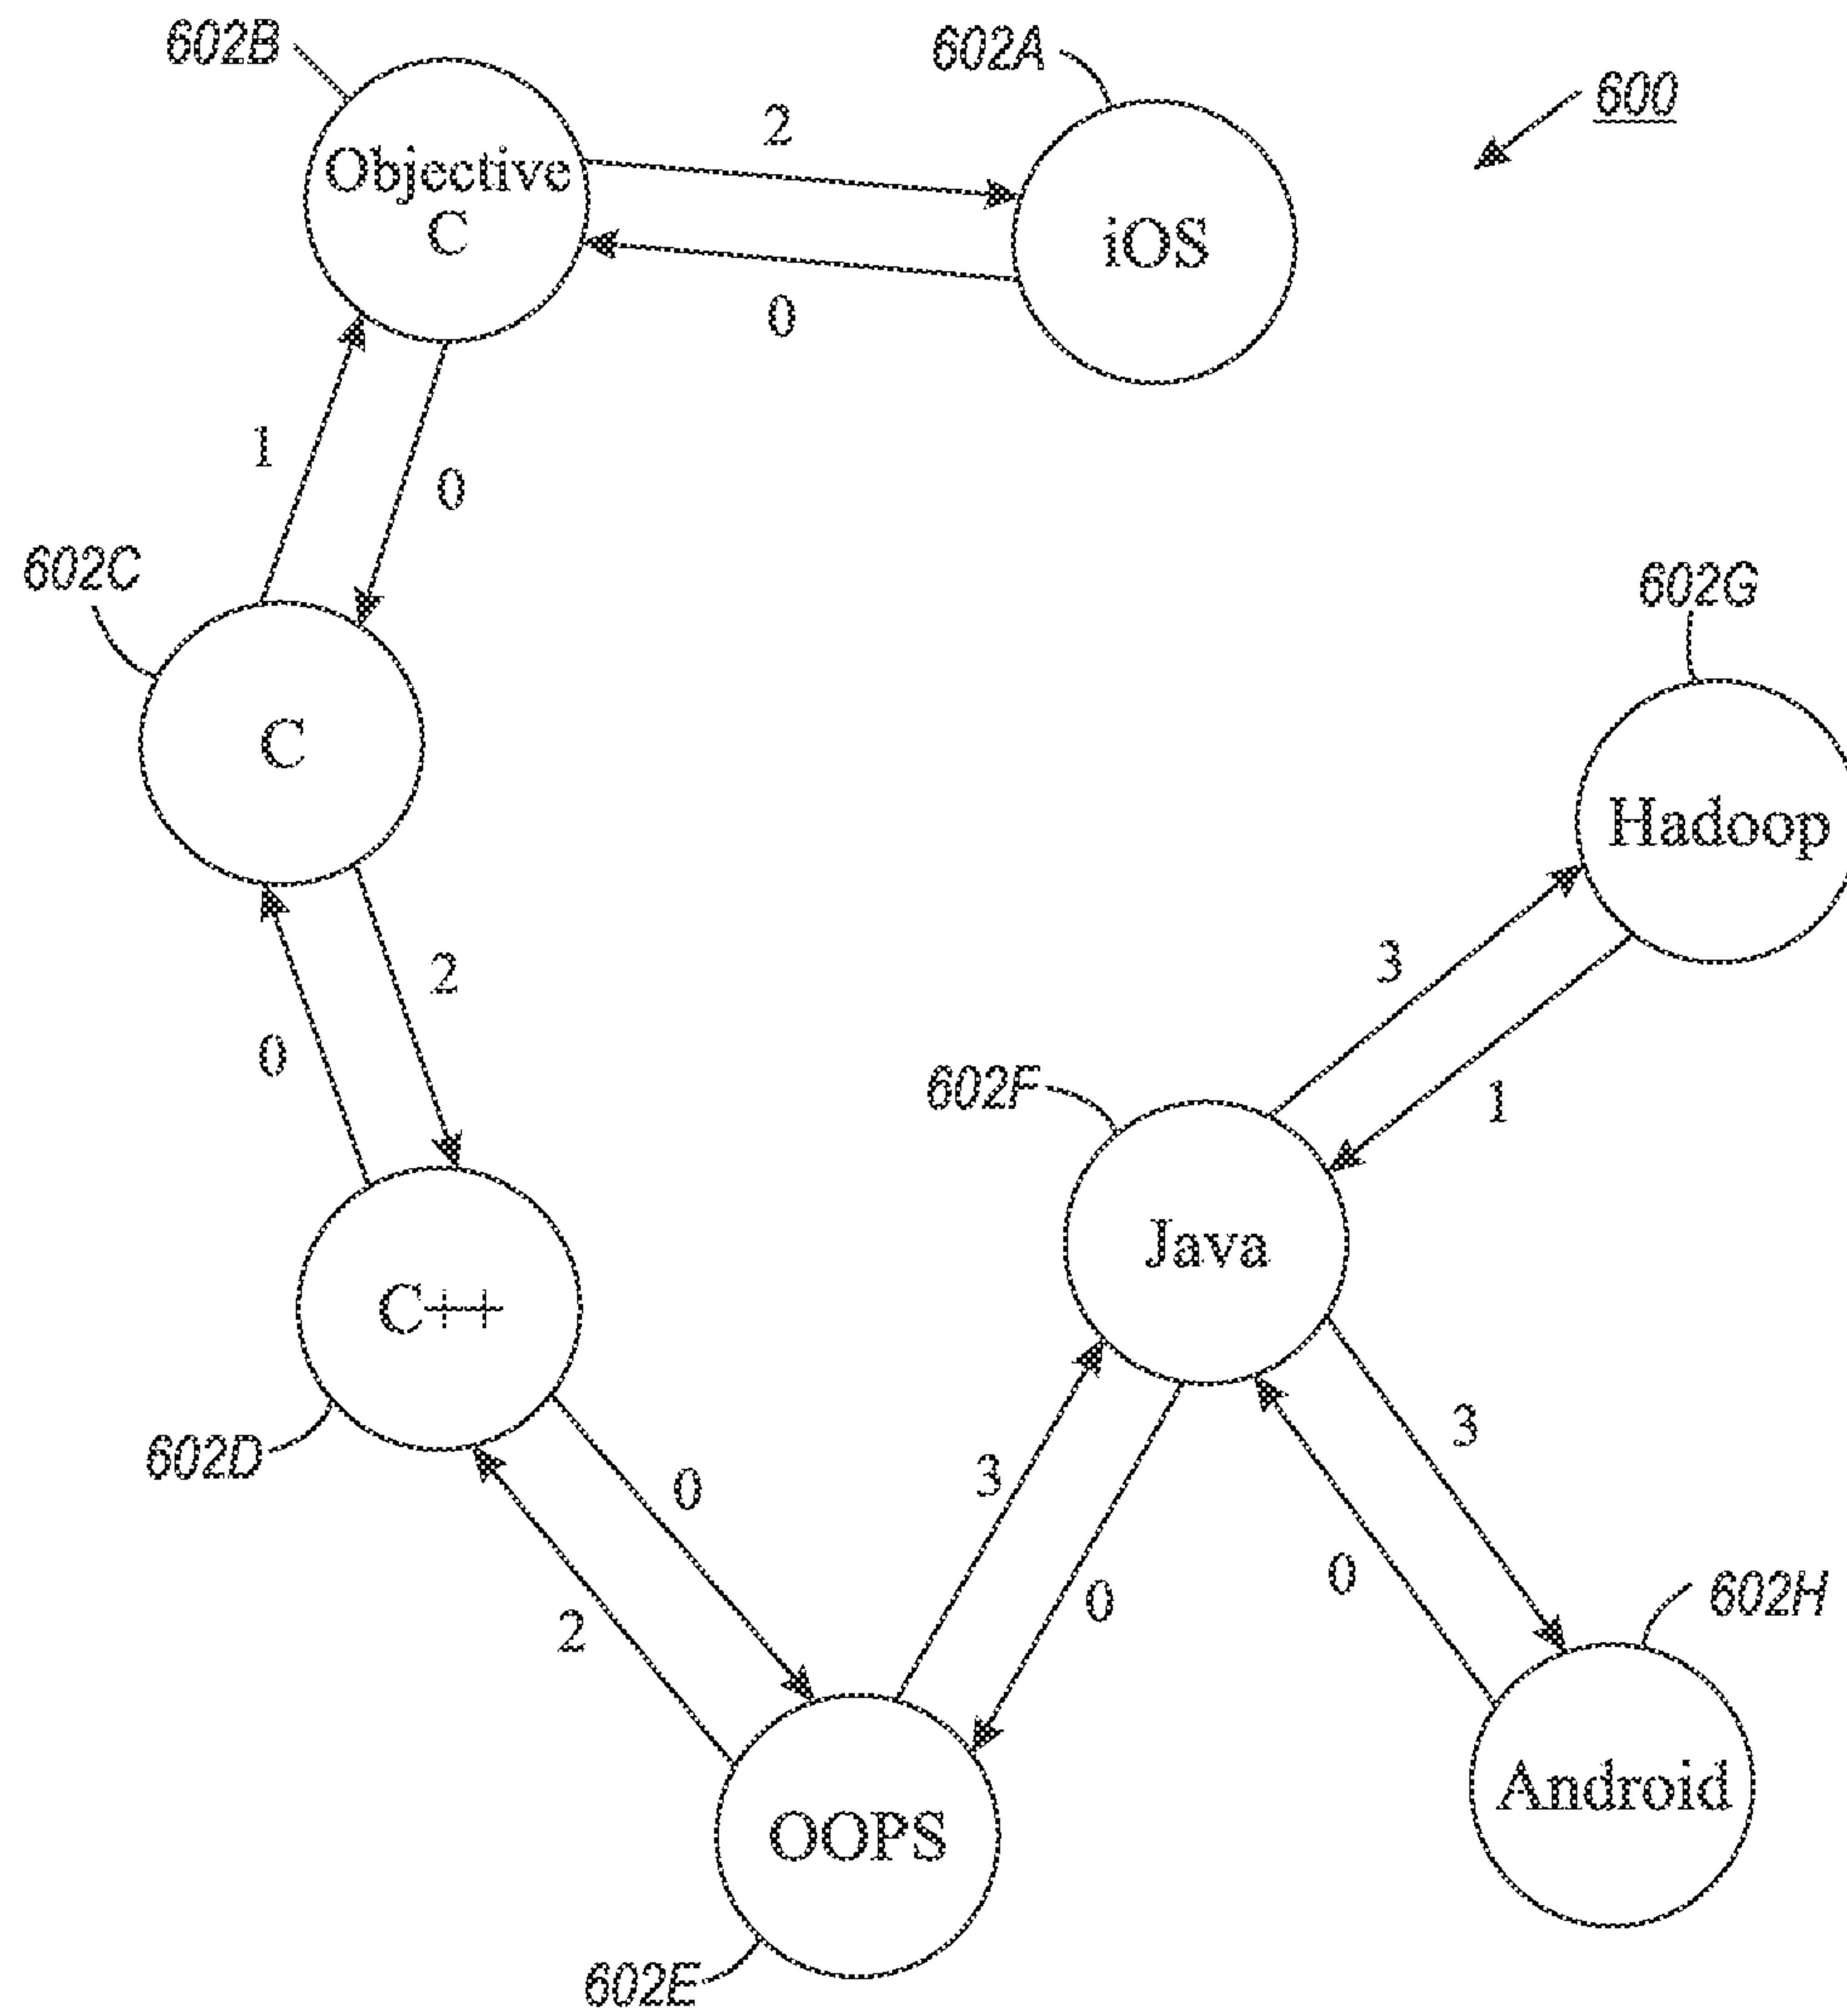 602B
602A
600
Objective
C
2
iOS
0
1
0
602C
602G
C
Hadoop
2
3
0
1
602F
Java
C++
3
602D
0
3
0
0
602H
2
Android
OOPS
602E